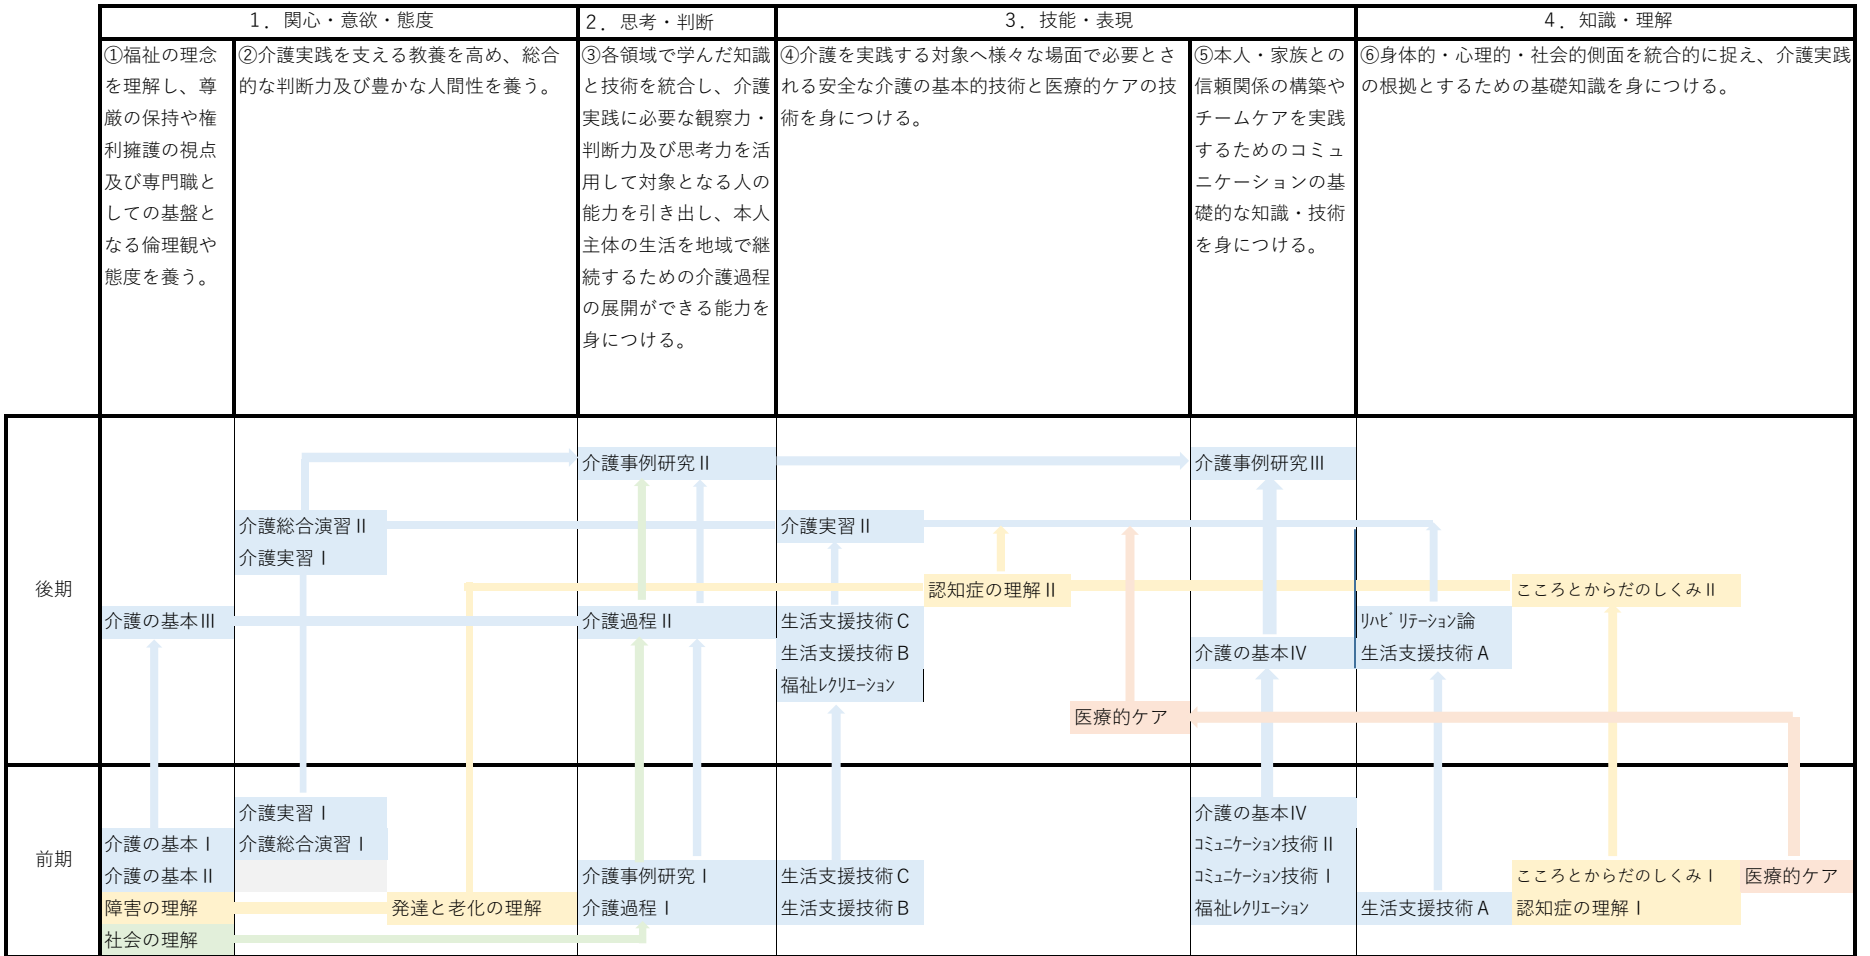 1．関心・意欲・態度
2．思考・判断
3．技能・表現
4．知識・理解
①福祉の理念
を理解し、尊
厳の保持や権
利擁護の視点
及び専門職と
しての基盤と
なる倫理観や
態度を養う。
②介護実践を支える教養を高め、総合
的な判断力及び豊かな人間性を養う。
③各領域で学んだ知識
と技術を統合し、介護
実践に必要な観察力・
判断力及び思考力を活
用して対象となる人の
能力を引き出し、本人
主体の生活を地域で継
続するための介護過程
の展開ができる能力を
身につける。
④介護を実践する対象へ様々な場面で必要とさ
れる安全な介護の基本的技術と医療的ケアの技
術を身につける。
⑤本人・家族との
信頼関係の構築や
チームケアを実践
するためのコミュ
ニケーションの基
礎的な知識・技術
を身につける。
⑥身体的・心理的・社会的側面を統合的に捉え、介護実践
の根拠とするための基礎知識を身につける。
後期
介護事例研究Ⅱ
介護事例研究Ⅲ
介護総合演習Ⅱ
介護実習Ⅰ
介護実習Ⅱ
認知症の理解Ⅱ
こころとからだのしくみⅡ
介護の基本Ⅲ
介護過程Ⅱ
生活支援技術C
生活支援技術B
福祉ﾚｸﾘｴｰｼｮﾝ
介護の基本Ⅳ
ﾘﾊﾋﾞﾘﾃｰｼｮﾝ論
生活支援技術A
医療的ケア
前期
介護の基本Ⅰ
介護の基本Ⅱ
障害の理解
社会の理解
介護実習Ⅰ
介護総合演習Ⅰ
発達と老化の理解
介護事例研究Ⅰ
介護過程Ⅰ
生活支援技術C
生活支援技術B
介護の基本Ⅳ
ｺﾐｭﾆｹｰｼｮﾝ技術Ⅱ
ｺﾐｭﾆｹｰｼｮﾝ技術Ⅰ
福祉ﾚｸﾘｴｰｼｮﾝ
生活支援技術A
こころとからだのしくみⅠ
認知症の理解Ⅰ
医療的ケア